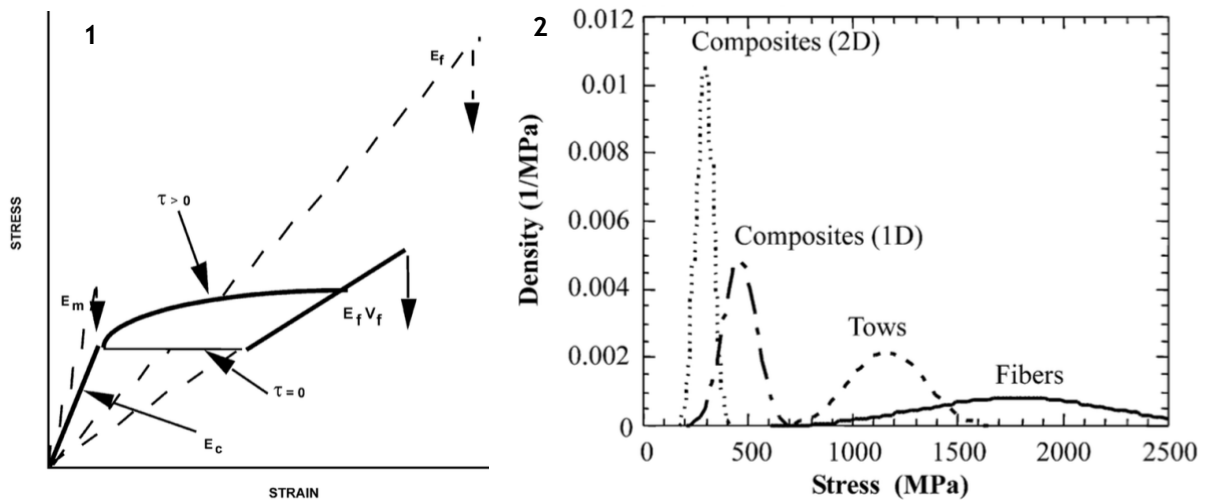 1
E_f
τ > 0
STRESS
E_m
E_f V_f
τ = 0
E_c
STRAIN
2
0.012
Composites (2D)
0.01
0.008
0.006
Composites (1D)
0.004
Tows
0.002
Fibers
0
Density (1/MPa)
0 500 1000 1500 2000 2500
Stress (MPa)